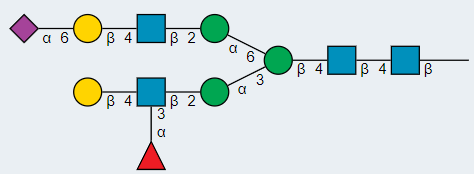 α 6 β 4 β 2
α 6
β 4 β 4 β
α 3
β 4 β 2
3
α